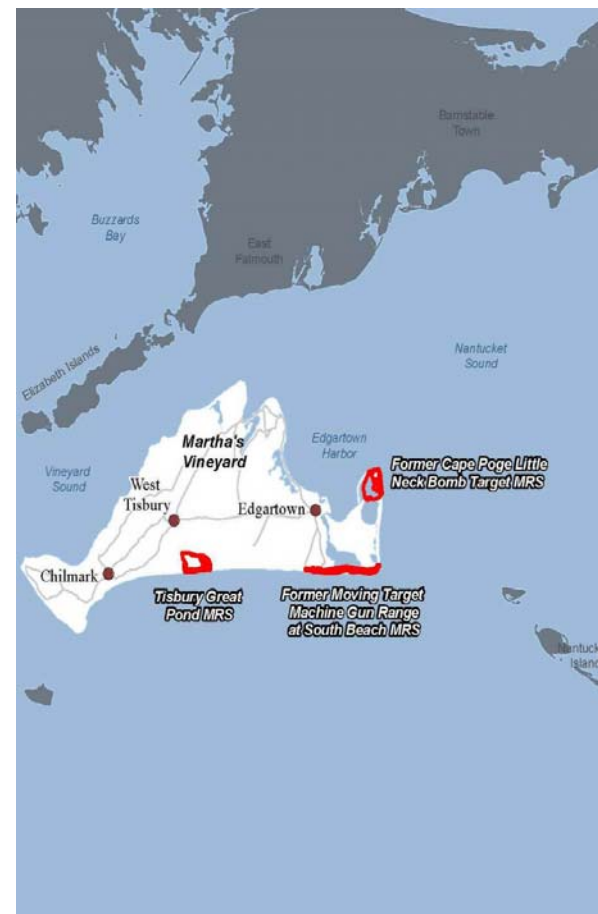 Barnstable
Town
Buzzards
Bay
East
Falmouth
Elizabeth Islands
Nantucket
Sound
Martha's
Vineyard
Edgartown
Harbor
Former Cape Poge Little
Neck Bomb Target MRS
Vineyard
Sound
West
Tisbury
Edgartown
Chilmark
Tisbury Great
Pond MRS
Former Moving Target
Machine Gun Range
at South Beach MRS
Nantuck
Island